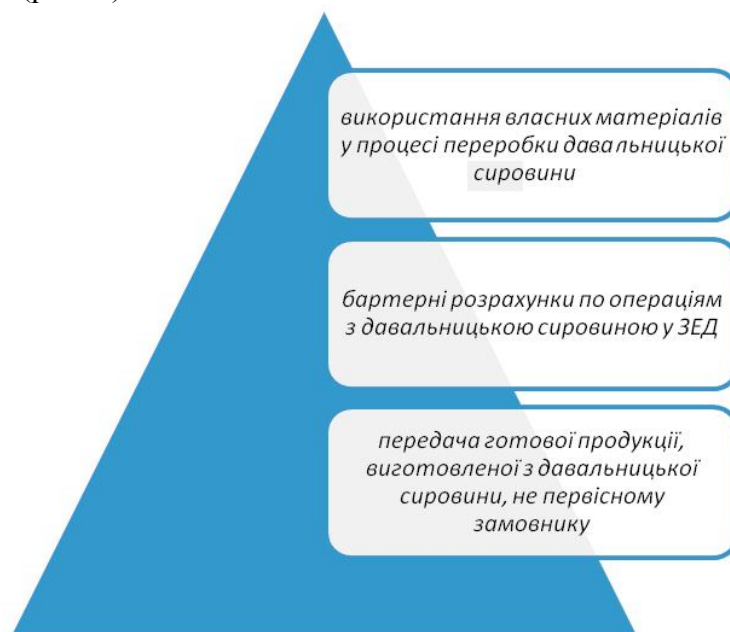 використання власних матеріалів
у процесі переробки давальницької
сировини
бартерні розрахунки по операціям
з давальницькою сировиною у ЗЕД
передача готової продукції,
виготовленої з давальницької
сировини, не первісному
замовнику